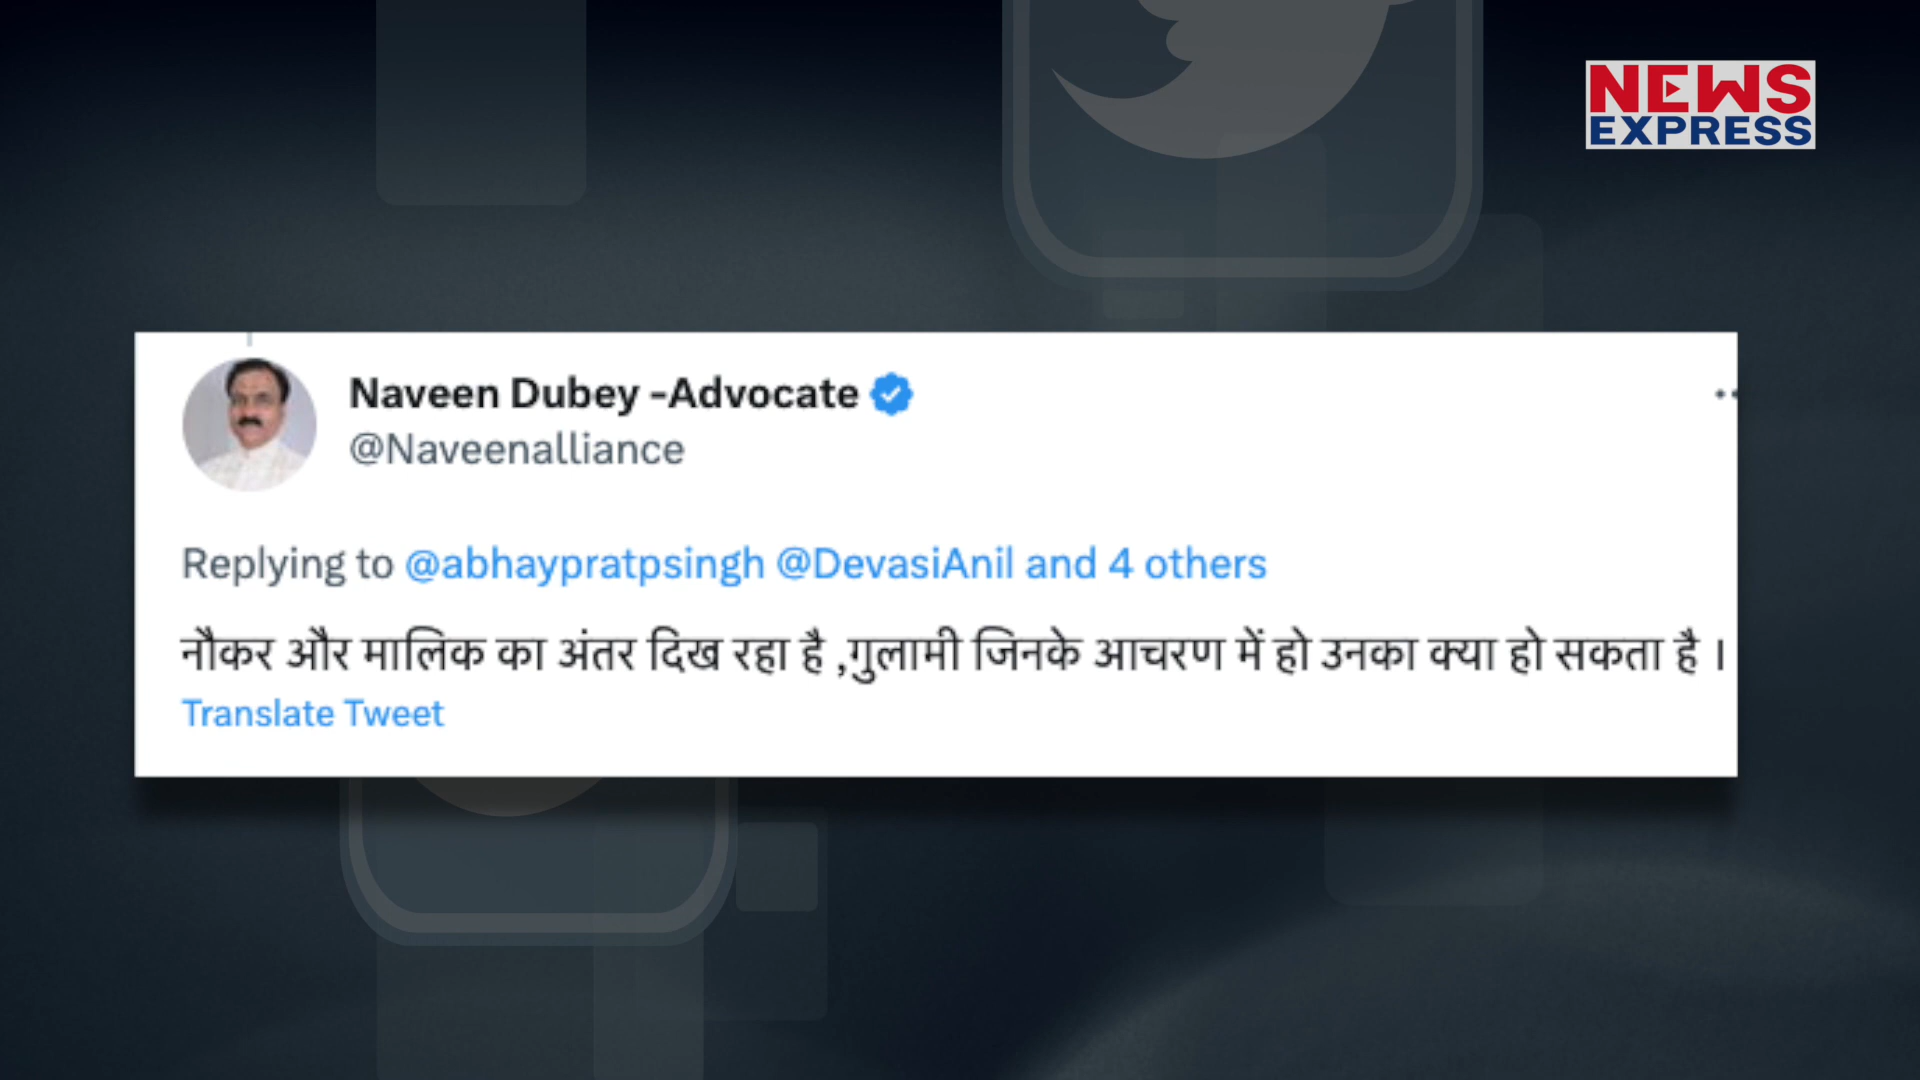 NEWS
EXPRESS
Naveen Dubey -Advocate
@Naveenalliance
Replying to @abhaypratpsingh @DevasiAnil and 4 others
नौकर और मालिक का अंतर दिख रहा है ,गुलामी जिनके आचरण में हो उनका क्या हो सकता है ।
Translate Tweet